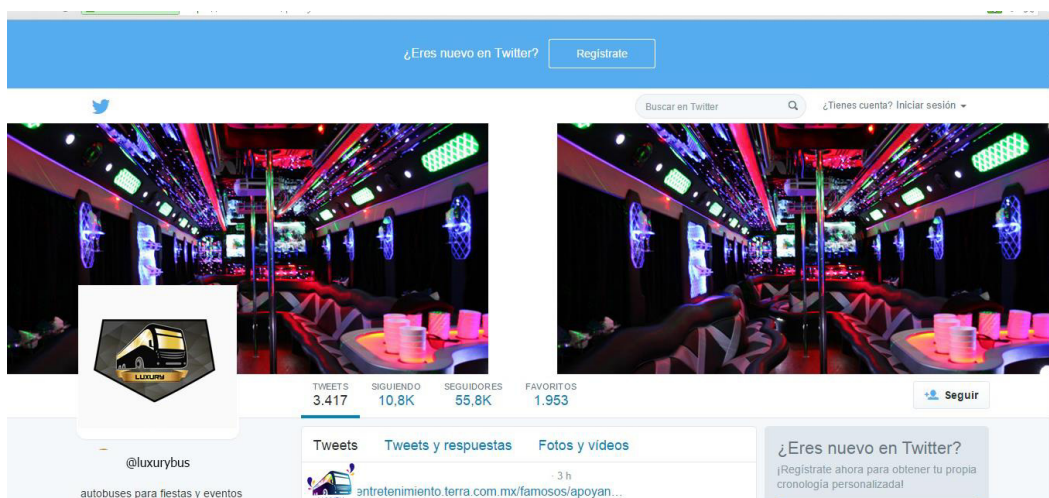 ¿Eres nuevo en Twitter? Regístrate
Buscar en Twitter
¿Tienes cuenta? Iniciar sesión
LUXURY
TWEETS SIGUIENDO SEGUIDORES FAVORITOS
3.417 10,8K 55,8K 1.953
Seguir
@luxurybus
autobuses para fiestas y eventos
Tweets Tweets y respuestas Fotos y vídeos
· 3 h
entretenimiento.terra.com.mx/famosos/apoyan…
¿Eres nuevo en Twitter?
¡Regístrate ahora para obtener tu propia
cronología personalizada!